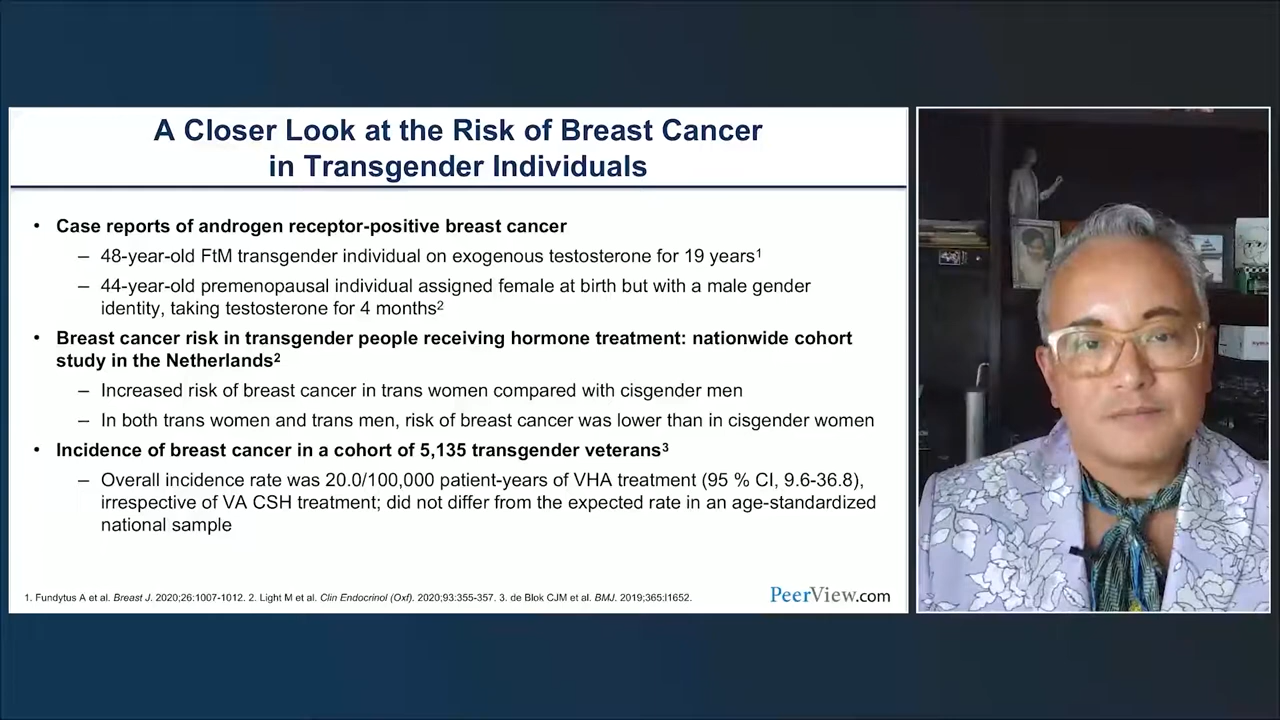 A Closer Look at the Risk of Breast Cancer
in Transgender Individuals
• Case reports of androgen receptor-positive breast cancer
– 48-year-old FtM transgender individual on exogenous testosterone for 19 years¹
– 44-year-old premenopausal individual assigned female at birth but with a male gender
identity, taking testosterone for 4 months²
• Breast cancer risk in transgender people receiving hormone treatment: nationwide cohort
study in the Netherlands²
– Increased risk of breast cancer in trans women compared with cisgender men
– In both trans women and trans men, risk of breast cancer was lower than in cisgender women
• Incidence of breast cancer in a cohort of 5,135 transgender veterans³
– Overall incidence rate was 20.0/100,000 patient-years of VHA treatment (95 % CI, 9.6-36.8),
irrespective of VA CSH treatment; did not differ from the expected rate in an age-standardized
national sample
1. Fundytus A et al. Breast J. 2020;26:1007-1012. 2. Light M et al. Clin Endocrinol (Oxf). 2020;93:355-357. 3. de Blok CJM et al. BMJ. 2019;365:l1652.
PeerView.com